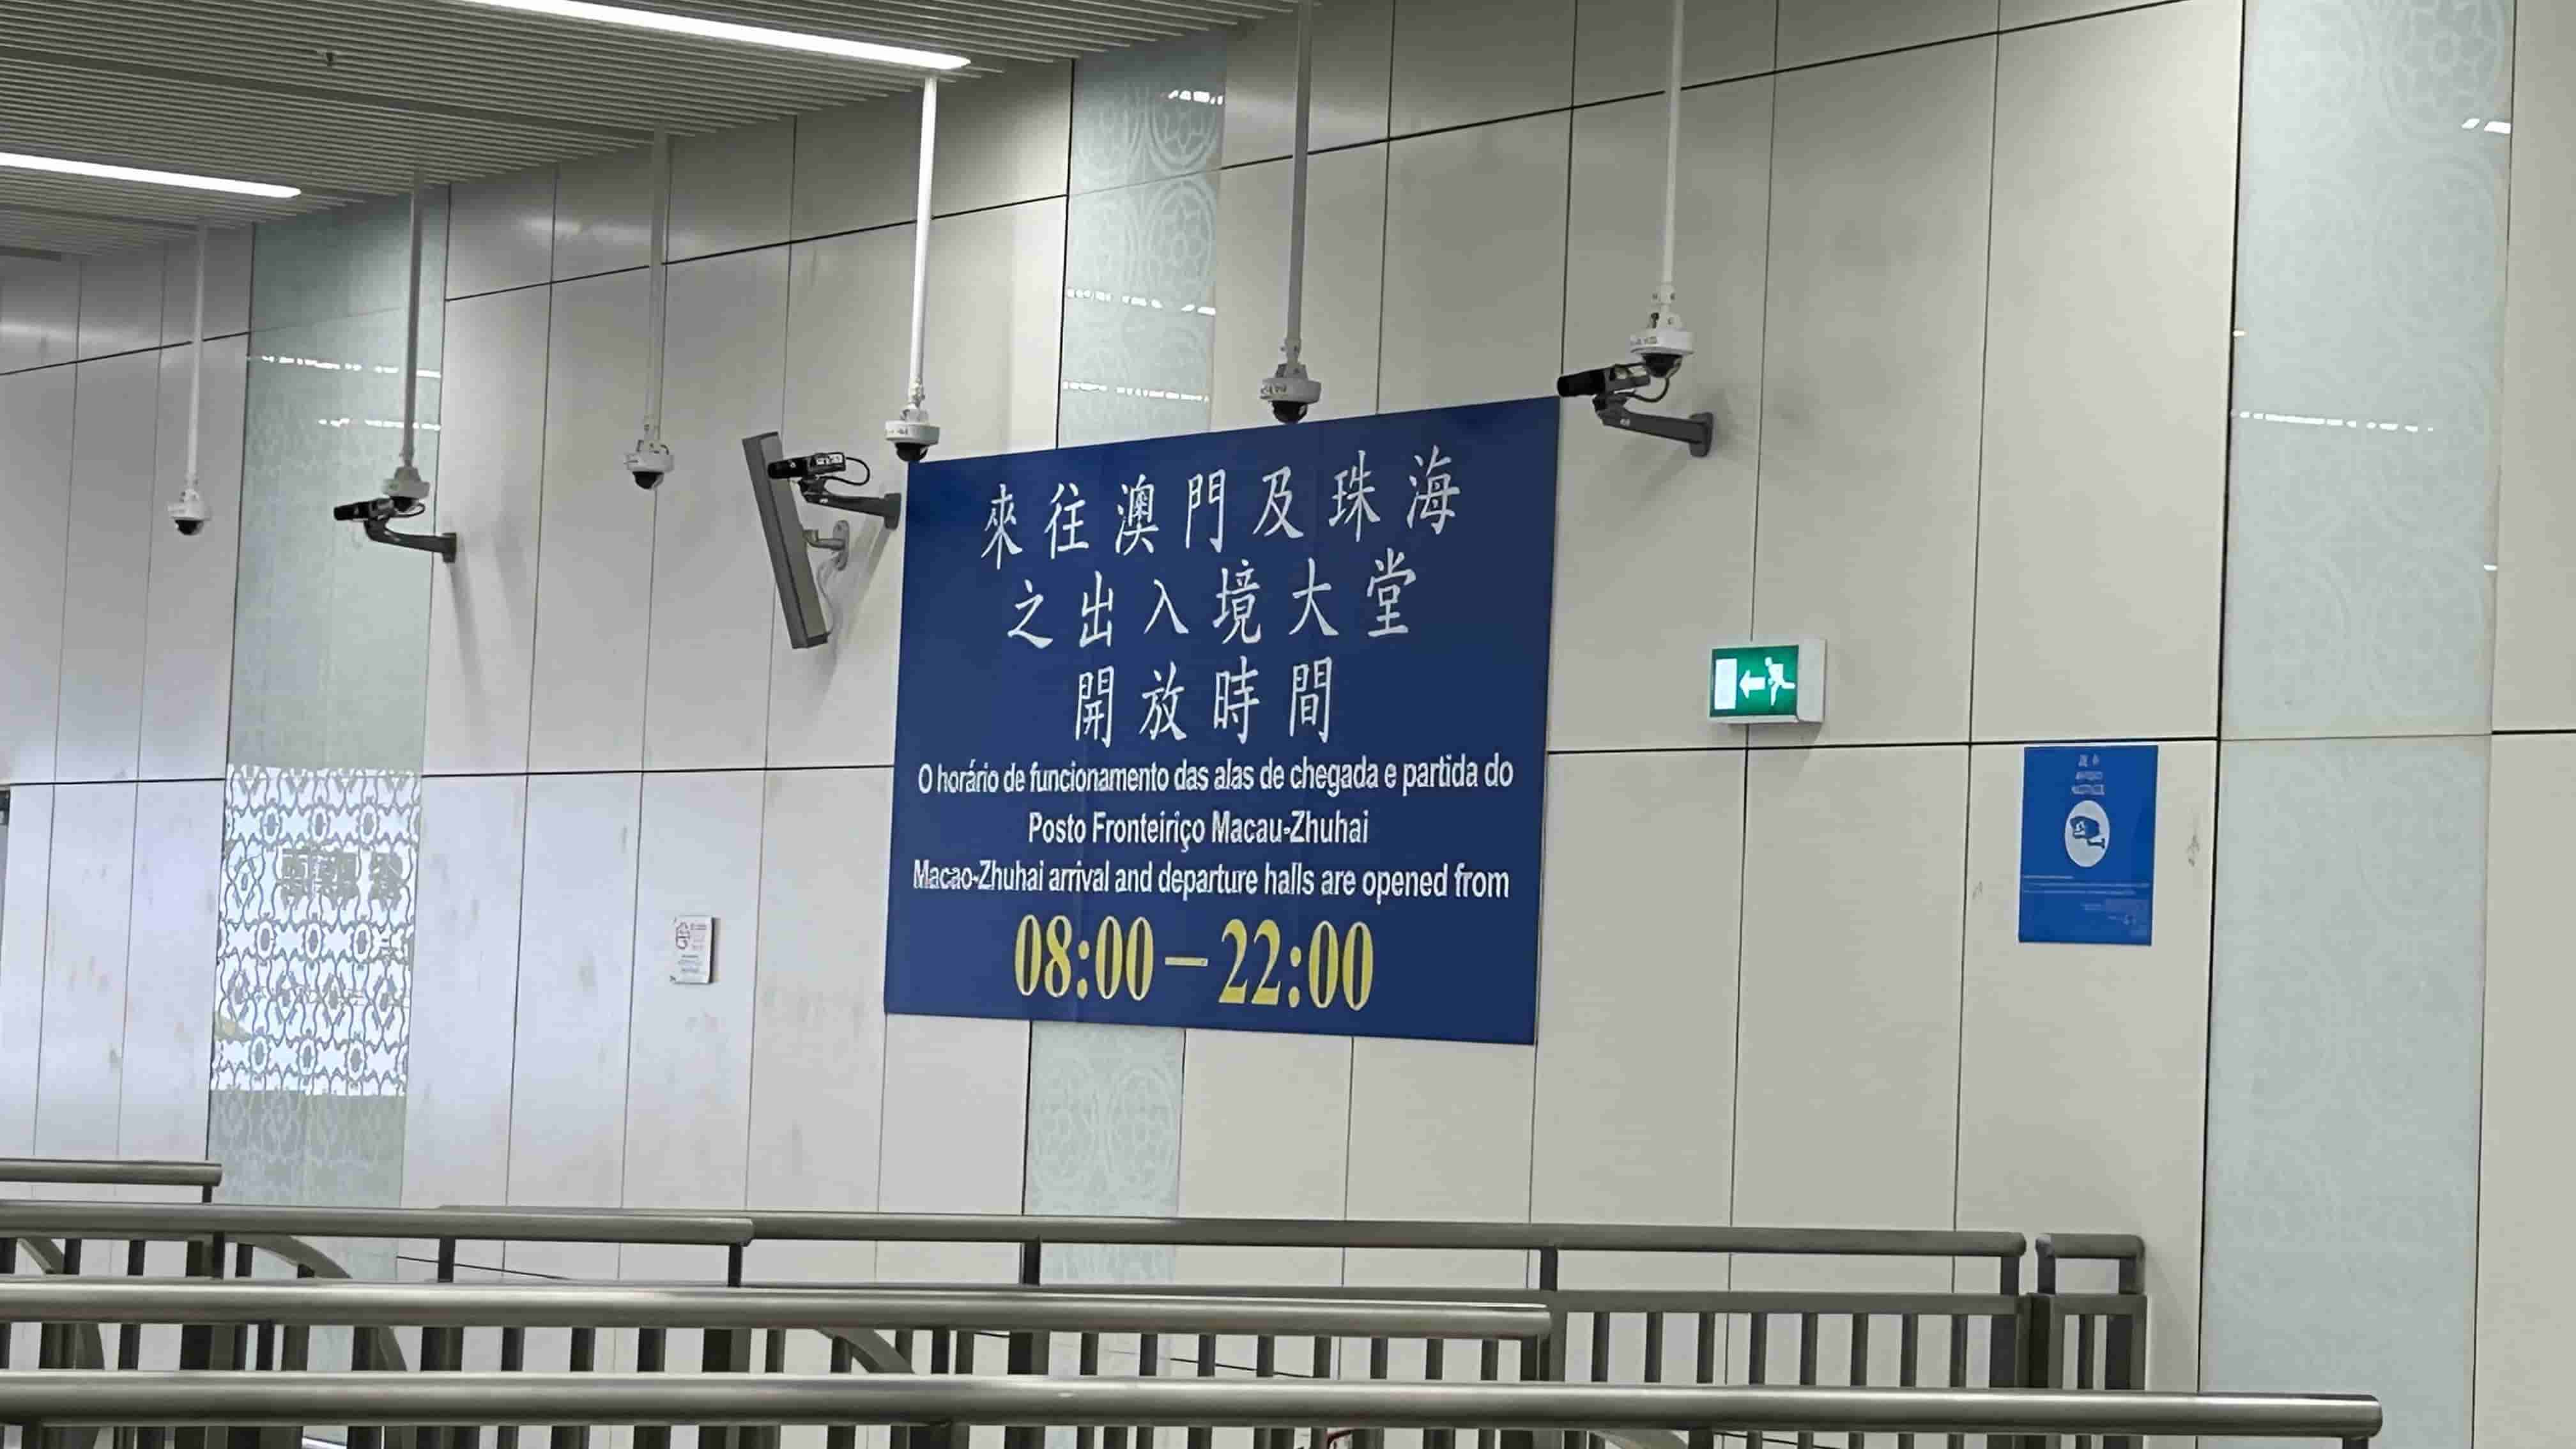 來往澳門及珠海
之出入境大堂
開放時間
O horário de funcionamento das alas de chegada e partida do
Posto Fronteiriço Macau-Zhuhai
Macao-Zhuhai arrival and departure halls are opened from
08:00 – 22:00